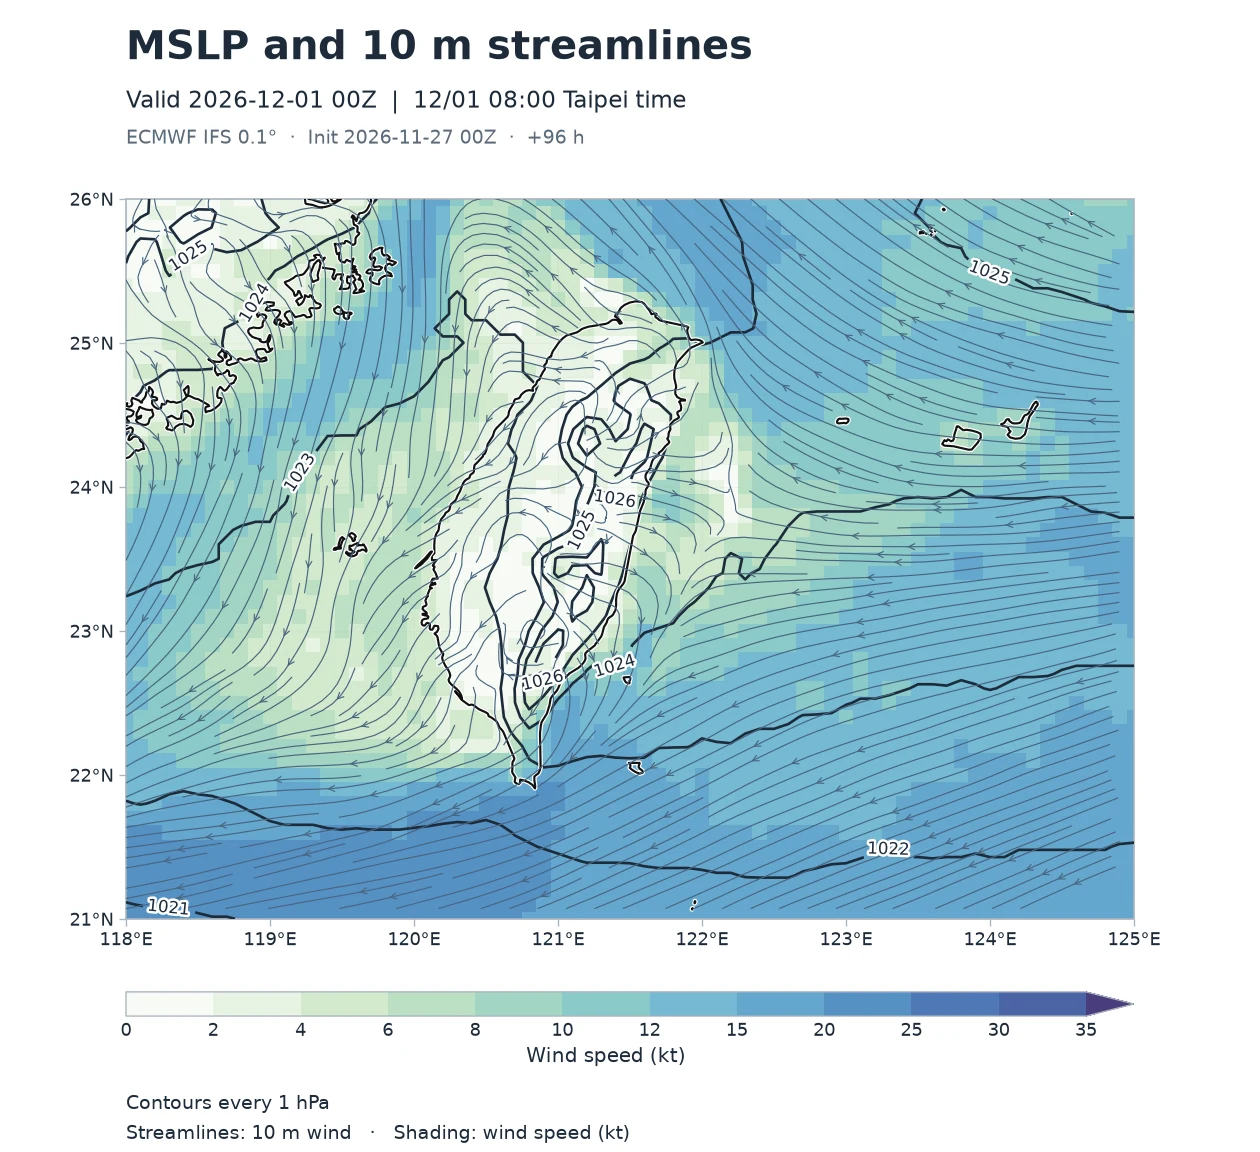 MSLP and 10 m streamlines
Valid 2026-12-01 00Z | 12/01 08:00 Taipei time
ECMWF IFS 0.1° · Init 2026-11-27 00Z · +96 h
26°N
25°N
24°N
23°N
22°N
21°N
1025
1024
1025
1023
1026
1025
1024
1026
1022
1021
118°E 119°E 120°E 121°E 122°E 123°E 124°E 125°E
0 2 4 6 8 10 12 15 20 25 30 35
Wind speed (kt)
Contours every 1 hPa
Streamlines: 10 m wind · Shading: wind speed (kt)